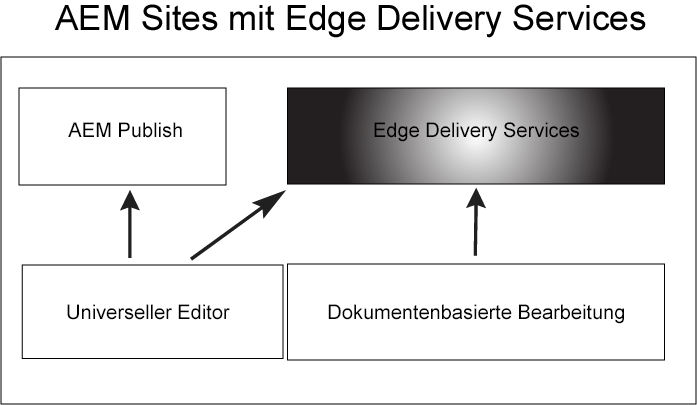 AEM Sites mit Edge Delivery Services
AEM Publish
Edge Delivery Services
Universeller Editor
Dokumentenbasierte Bearbeitung